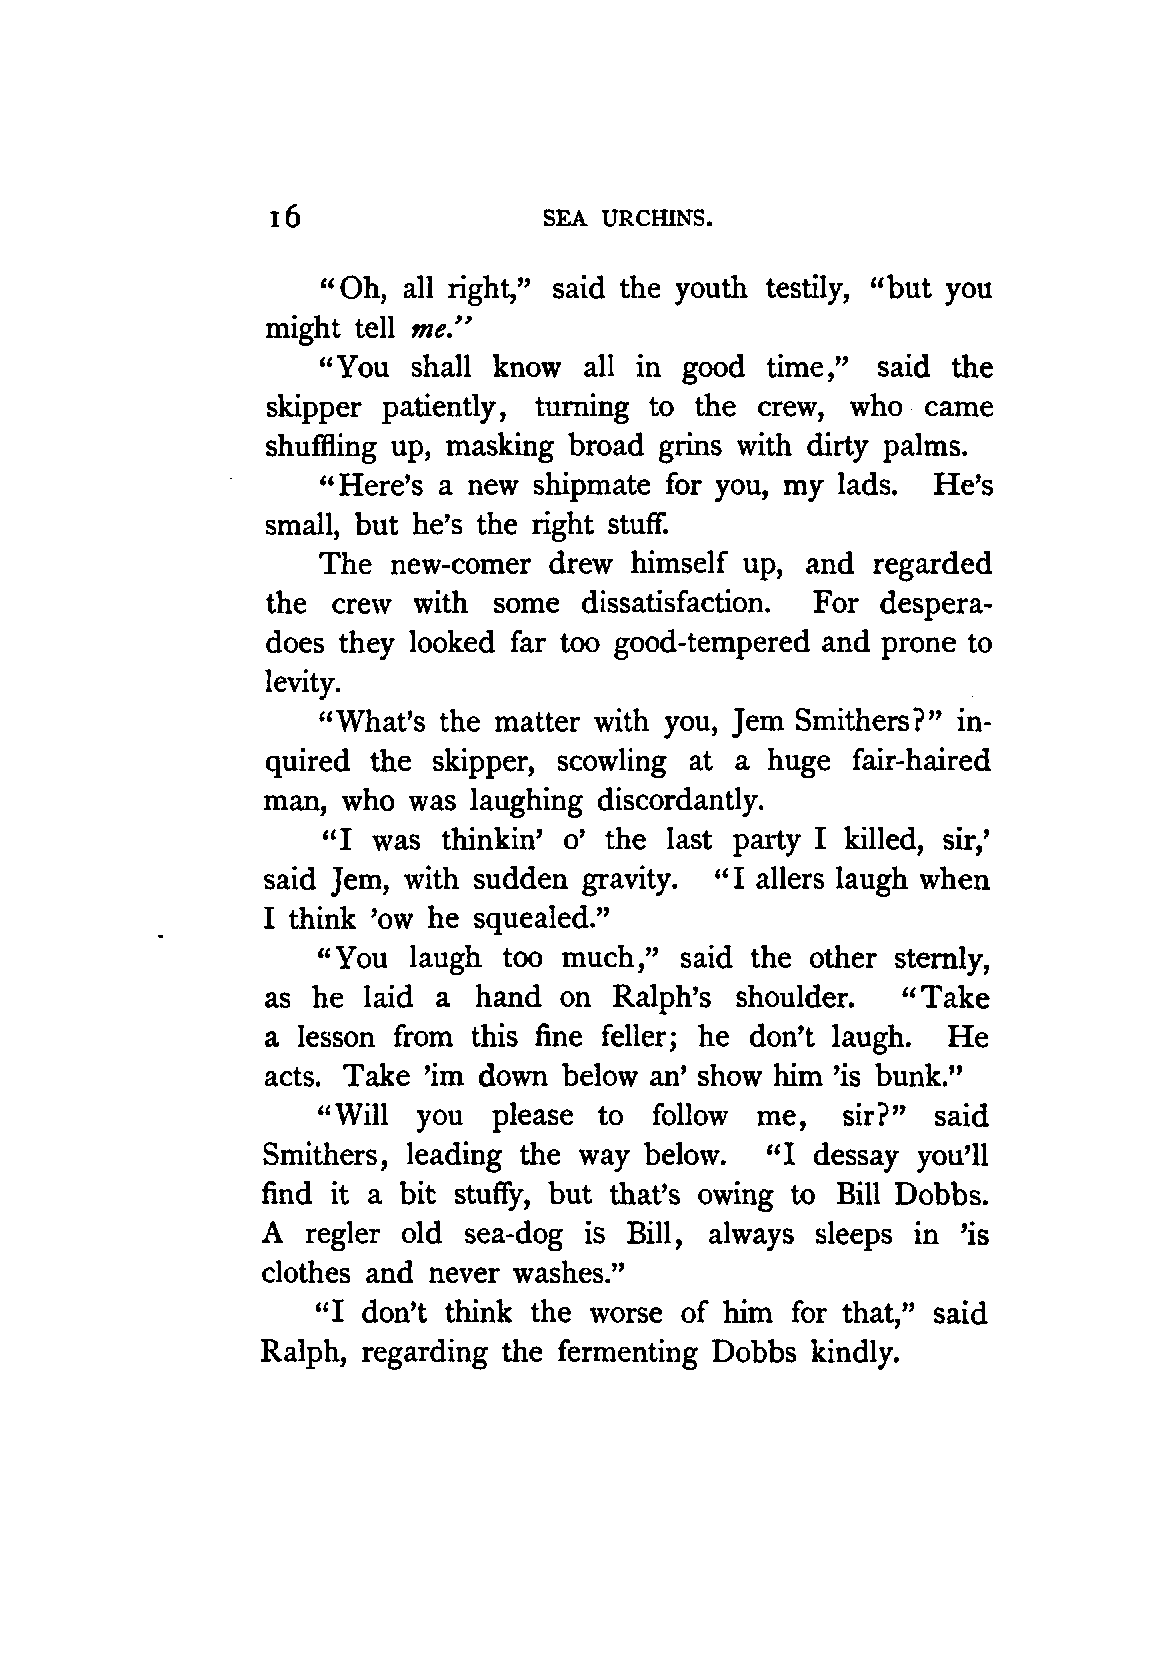 16 SEA URCHINS.
“Oh, all right,” said the youth testily, “but you
might tell me.”
“You shall know all in good time,” said the
skipper patiently, turning to the crew, who came
shuffling up, masking broad grins with dirty palms.
“Here’s a new shipmate for you, my lads. He’s
small, but he’s the right stuff.
The new-comer drew himself up, and regarded
the crew with some dissatisfaction. For despera-
does they looked far too good-tempered and prone to
levity.
“What’s the matter with you, Jem Smithers?” in-
quired the skipper, scowling at a huge fair-haired
man, who was laughing discordantly.
“I was thinkin’ o’ the last party I killed, sir,’
said Jem, with sudden gravity. “I allers laugh when
I think ’ow he squealed.”
“You laugh too much,” said the other sternly,
as he laid a hand on Ralph’s shoulder. “Take
a lesson from this fine feller; he don’t laugh. He
acts. Take ’im down below an’ show him ’is bunk.”
“Will you please to follow me, sir?” said
Smithers, leading the way below. “I dessay you’ll
find it a bit stuffy, but that’s owing to Bill Dobbs.
A regler old sea-dog is Bill, always sleeps in ’is
clothes and never washes.”
“I don’t think the worse of him for that,” said
Ralph, regarding the fermenting Dobbs kindly.